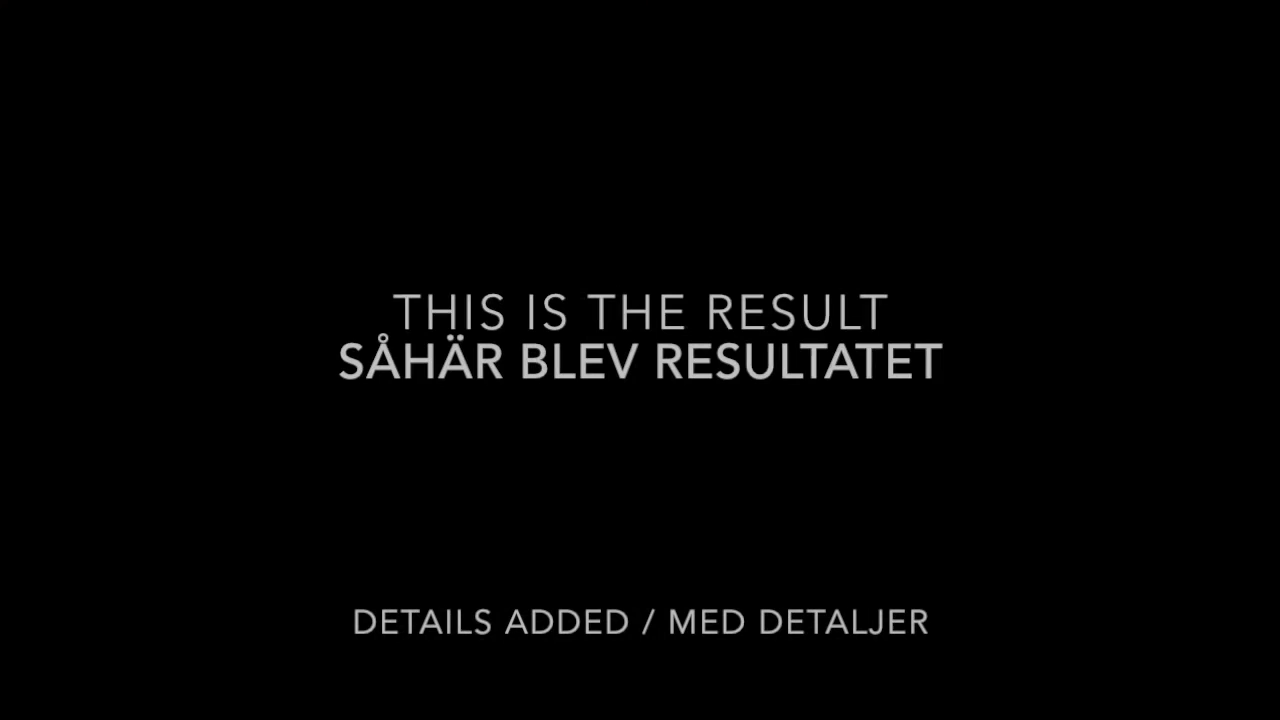 THIS IS THE RESULT
SÅHÄR BLEV RESULTATET
DETAILS ADDED / MED DETALJER